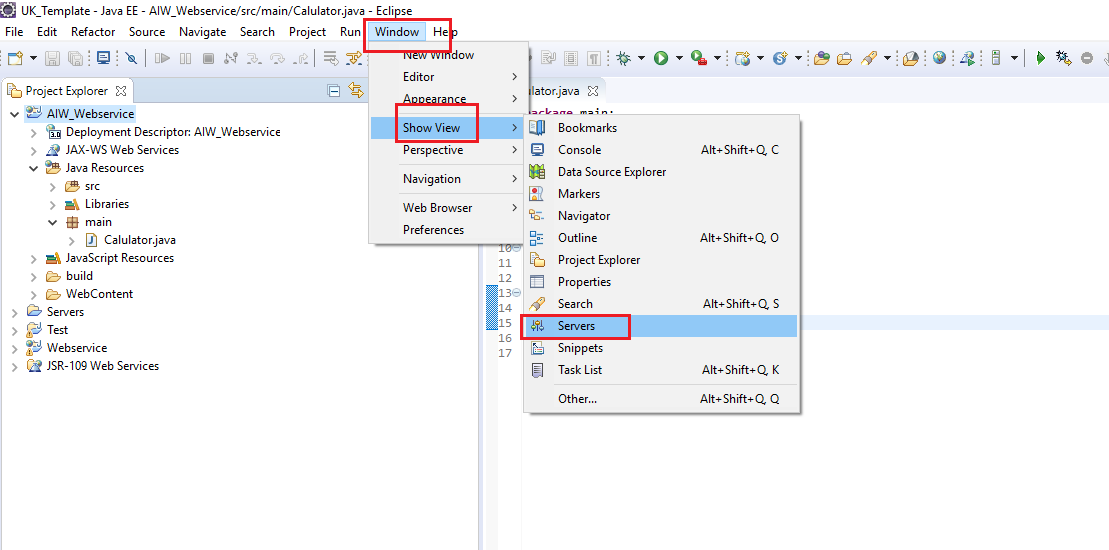 UK_Template - Java EE - AIW_Webservice/src/main/Calulator.java - Eclipse
File Edit Refactor Source Navigate Search Project Run Window Help
Project Explorer
AIW_Webservice
3.0 Deployment Descriptor: AIW_Webservice
JAX-WS Web Services
Java Resources
src
Libraries
main
Calulator.java
JavaScript Resources
build
WebContent
Servers
Test
Webservice
JSR-109 Web Services
New Window
Editor
Appearance
Show View
Perspective
Navigation
Web Browser
Preferences
ulator.java
package main;
10
11
12
13
14
15
16
17
Bookmarks
Console Alt+Shift+Q, C
Data Source Explorer
Markers
Navigator
Outline Alt+Shift+Q, O
Project Explorer
Properties
Search Alt+Shift+Q, S
Servers
Snippets
Task List Alt+Shift+Q, K
Other... Alt+Shift+Q, Q